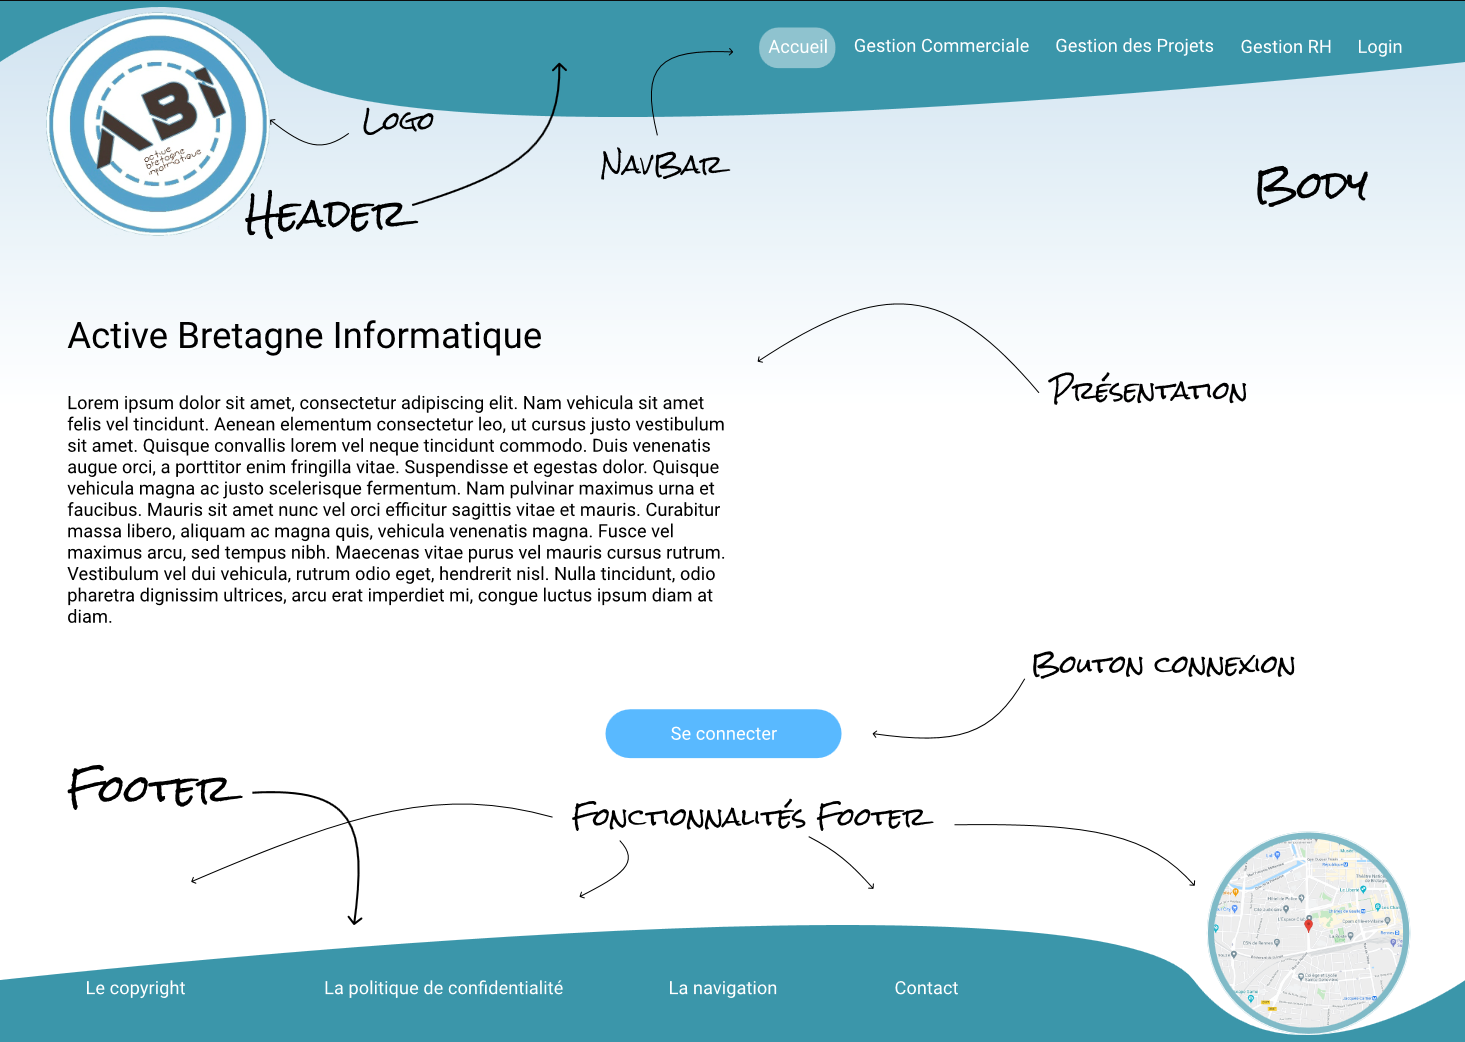 Accueil
Gestion Commerciale
Gestion des Projets
Gestion RH
Login
ABI
active
bretagne
informatique
Logo
NavBar
Header
Body
Active Bretagne Informatique
Présentation
Lorem ipsum dolor sit amet, consectetur adipiscing elit. Nam vehicula sit amet
felis vel tincidunt. Aenean elementum consectetur leo, ut cursus justo vestibulum
sit amet. Quisque convallis lorem vel neque tincidunt commodo. Duis venenatis
augue orci, a porttitor enim fringilla vitae. Suspendisse et egestas dolor. Quisque
vehicula magna ac justo scelerisque fermentum. Nam pulvinar maximus urna et
faucibus. Mauris sit amet nunc vel orci efficitur sagittis vitae et mauris. Curabitur
massa libero, aliquam ac magna quis, vehicula venenatis magna. Fusce vel
maximus arcu, sed tempus nibh. Maecenas vitae purus vel mauris cursus rutrum.
Vestibulum vel dui vehicula, rutrum odio eget, hendrerit nisl. Nulla tincidunt, odio
pharetra dignissim ultrices, arcu erat imperdiet mi, congue luctus ipsum diam at
diam.
Bouton connexion
Se connecter
Footer
Fonctionnalités Footer
Le copyright
La politique de confidentialité
La navigation
Contact